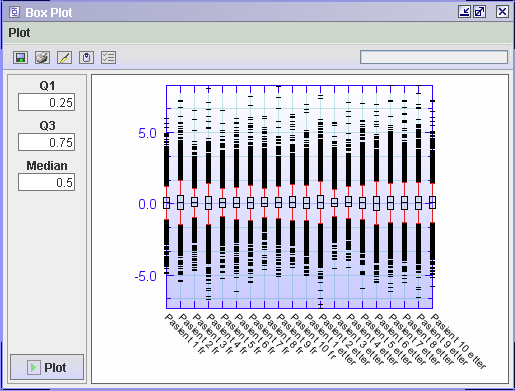 Box Plot
Plot
Q1
0.25
Q3
0.75
Median
0.5
Plot
5.0
0.0
-5.0
Pasient 1 fr
Pasient 2 fr
Pasient 3 fr
Pasient 4 fr
Pasient 5 fr
Pasient 6 fr
Pasient 7 fr
Pasient 8 fr
Pasient 9 fr
Pasient 10 fr
Pasient 1 etter
Pasient 2 etter
Pasient 3 etter
Pasient 4 etter
Pasient 5 etter
Pasient 6 etter
Pasient 7 etter
Pasient 8 etter
Pasient 9 etter
Pasient 10 etter